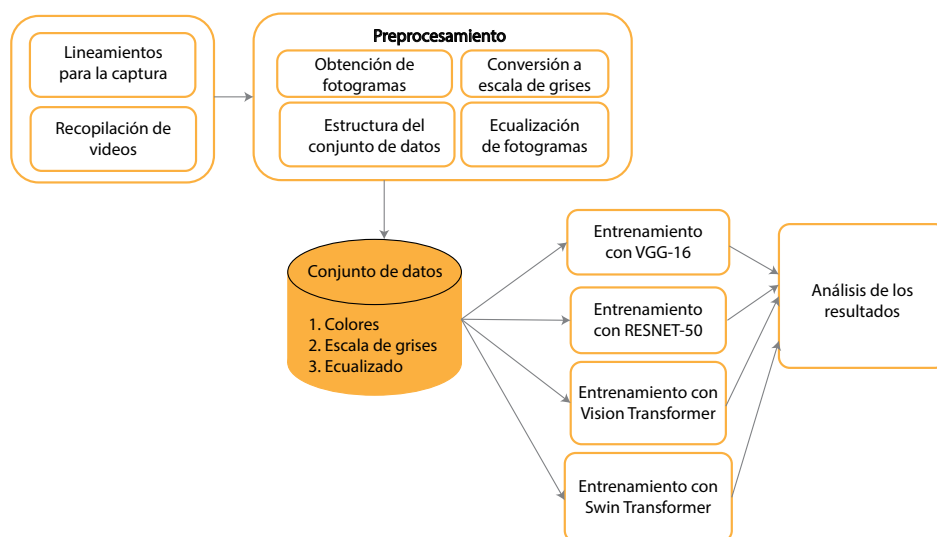 Lineamientos
para la captura
Recopilación de
videos
Preprocesamiento
Obtención de
fotogramas
Conversión a
escala de grises
Estructura del
conjunto de datos
Ecualización
de fotogramas
Conjunto de datos
1. Colores
2. Escala de grises
3. Ecualizado
Entrenamiento
con VGG-16
Entrenamiento
con RESNET-50
Entrenamiento con
Vision Transformer
Entrenamiento con
Swin Transformer
Análisis de los
resultados